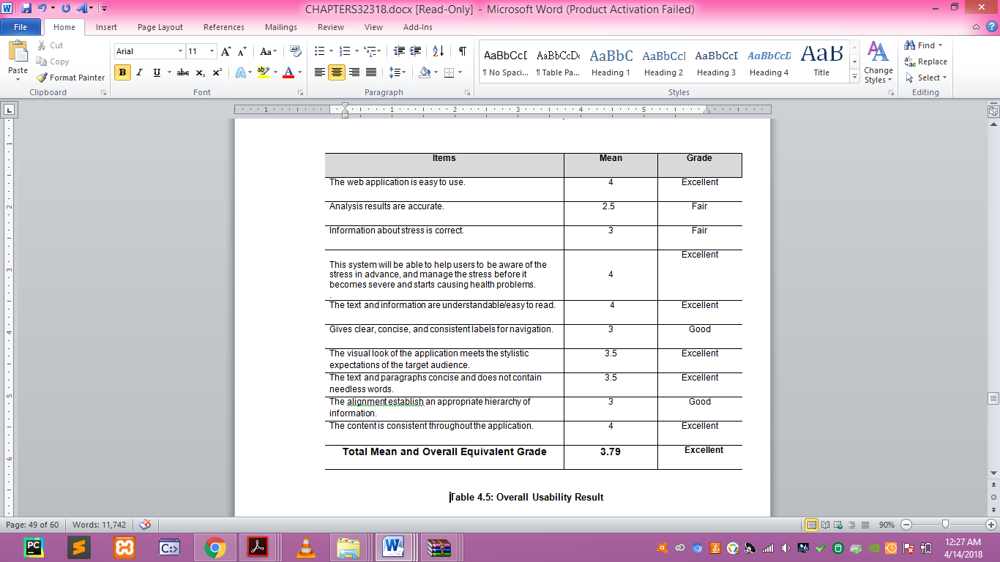 CHAPTERS32318.docx [Read-Only] - Microsoft Word (Product Activation Failed)
File Home Insert Page Layout References Mailings Review View Add-Ins
Paste
Cut
Copy
Format Painter
Clipboard
Arial 11
Font
Paragraph
AaBbCcI AaBbCcDc AaBbC AaBbCcI AaBbCcI AaBbCcD AaB
¶ No Spaci... ¶ Table Pa... Heading 1 Heading 2 Heading 3 Heading 4 Title
Change Styles
Styles
Find
Replace
Select
Editing
Items Mean Grade
The web application is easy to use. 4 Excellent
Analysis results are accurate. 2.5 Fair
Information about stress is correct. 3 Fair
This system will be able to help users to be aware of the
stress in advance, and manage the stress before it
becomes severe and starts causing health problems.
.
4 Excellent
The text and information are understandable/easy to read. 4 Excellent
Gives clear, concise, and consistent labels for navigation. 3 Good
The visual look of the application meets the stylistic
expectations of the target audience.
3.5 Excellent
The text and paragraphs concise and does not contain
needless words.
3.5 Excellent
The alignment establish an appropriate hierarchy of
information.
3 Good
The content is consistent throughout the application. 4 Excellent
Total Mean and Overall Equivalent Grade 3.79 Excellent
Table 4.5: Overall Usability Result
Page: 49 of 60 Words: 11,742 90%
12:27 AM
4/14/2018